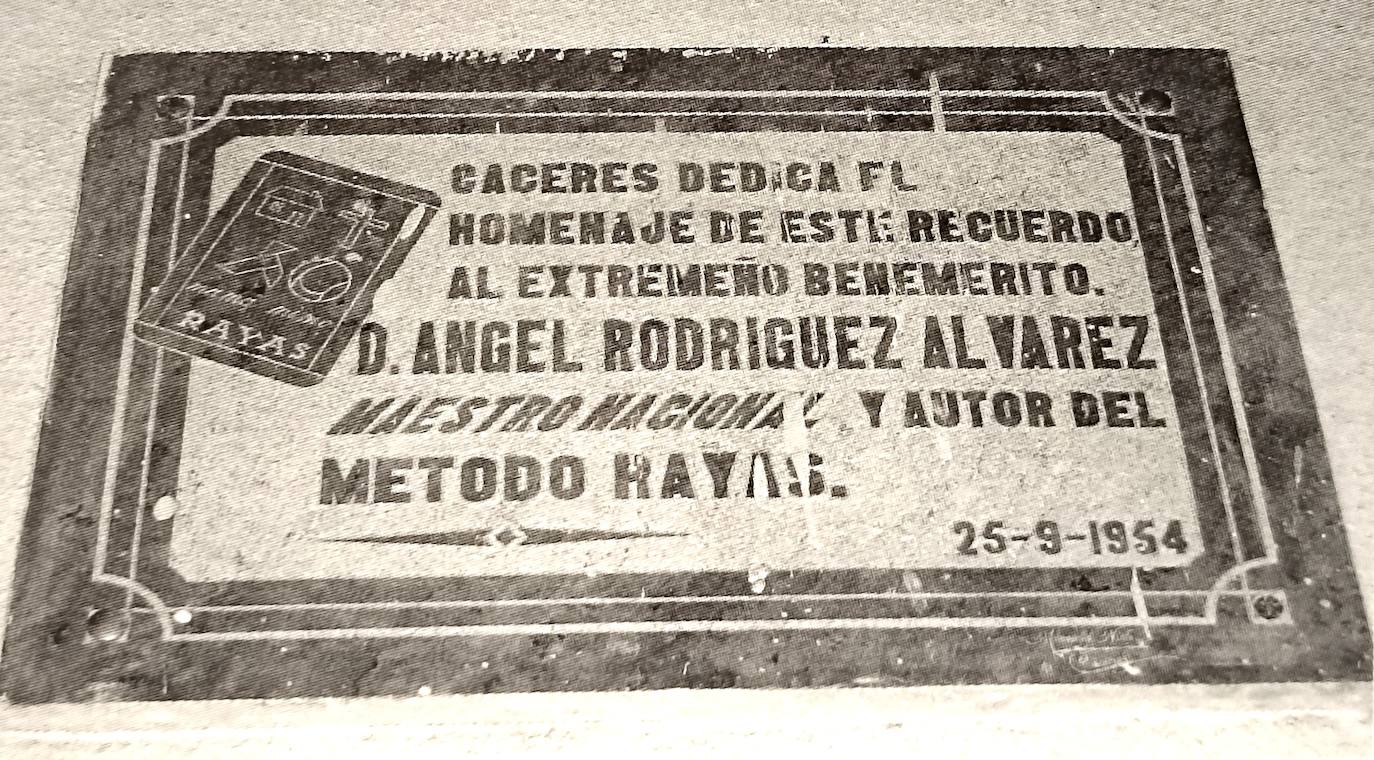 CACERES DEDICA EL
HOMENAJE DE ESTE RECUERDO,
AL EXTREMEÑO BENEMERITO.
D. ANGEL RODRIGUEZ ALVAREZ
MAESTRO NACIONAL Y AUTOR DEL
METODO RAYAS.
25-9-1954
RAYAS